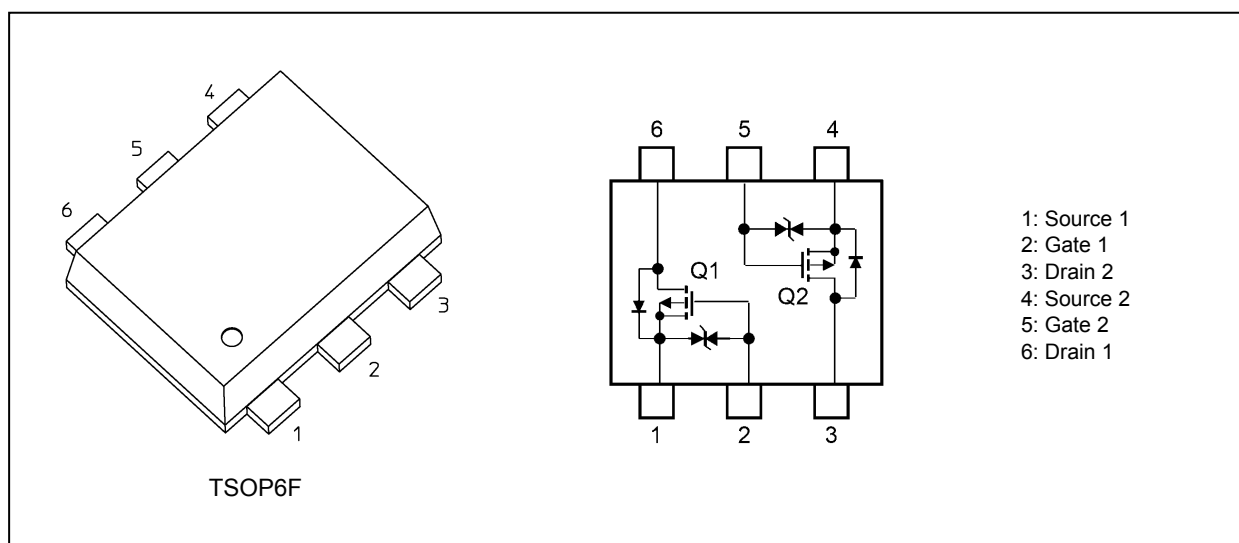 4
5
6
3
2
1
TSOP6F
6 5 4
Q1
Q2
1 2 3
1: Source 1
2: Gate 1
3: Drain 2
4: Source 2
5: Gate 2
6: Drain 1